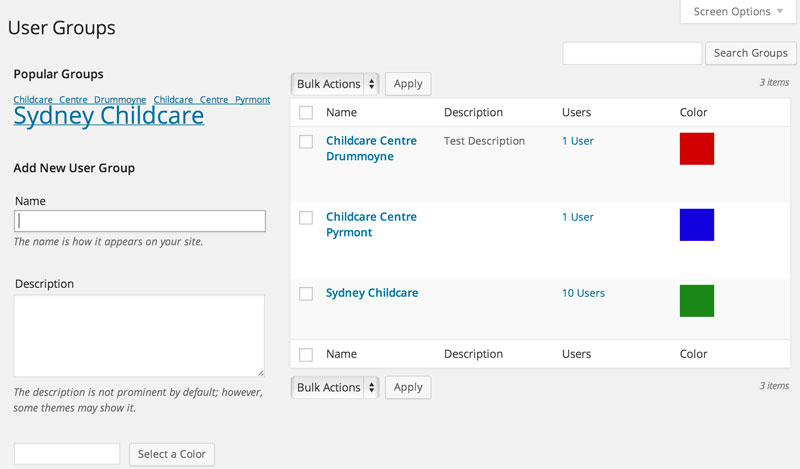 Screen Options
User Groups
Search Groups
Popular Groups
Childcare Centre Drummoyne Childcare Centre Pyrmont
Sydney Childcare
Add New User Group
Name
The name is how it appears on your site.
Description
The description is not prominent by default; however,
some themes may show it.
Select a Color
Bulk Actions Apply 3 items
Name Description Users Color
Childcare Centre Test Description 1 User
Drummoyne
Childcare Centre 1 User
Pyrmont
Sydney Childcare 10 Users
Name Description Users Color
Bulk Actions Apply 3 items